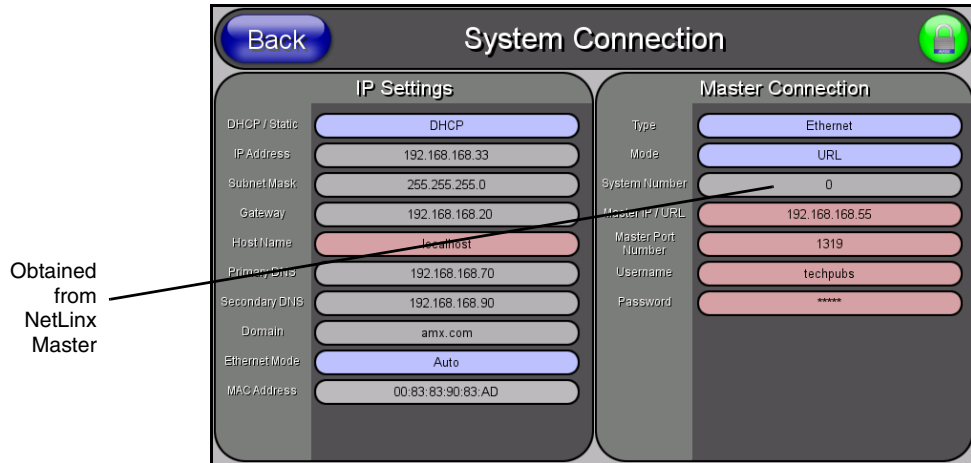 Back
System Connection
IP Settings
DHCP / Static
DHCP
IP Address
192.168.168.33
Subnet Mask
255.255.255.0
Gateway
192.168.168.20
Host Name
localhost
Primary DNS
192.168.168.70
Secondary DNS
192.168.168.90
Domain
amx.com
Ethernet Mode
Auto
MAC Address
00:83:83:90:83:AD
Master Connection
Type
Ethernet
Mode
URL
System Number
0
Master IP / URL
192.168.168.55
Master Port
Number
1319
Username
techpubs
Password
*****
Obtained
from
NetLinx
Master